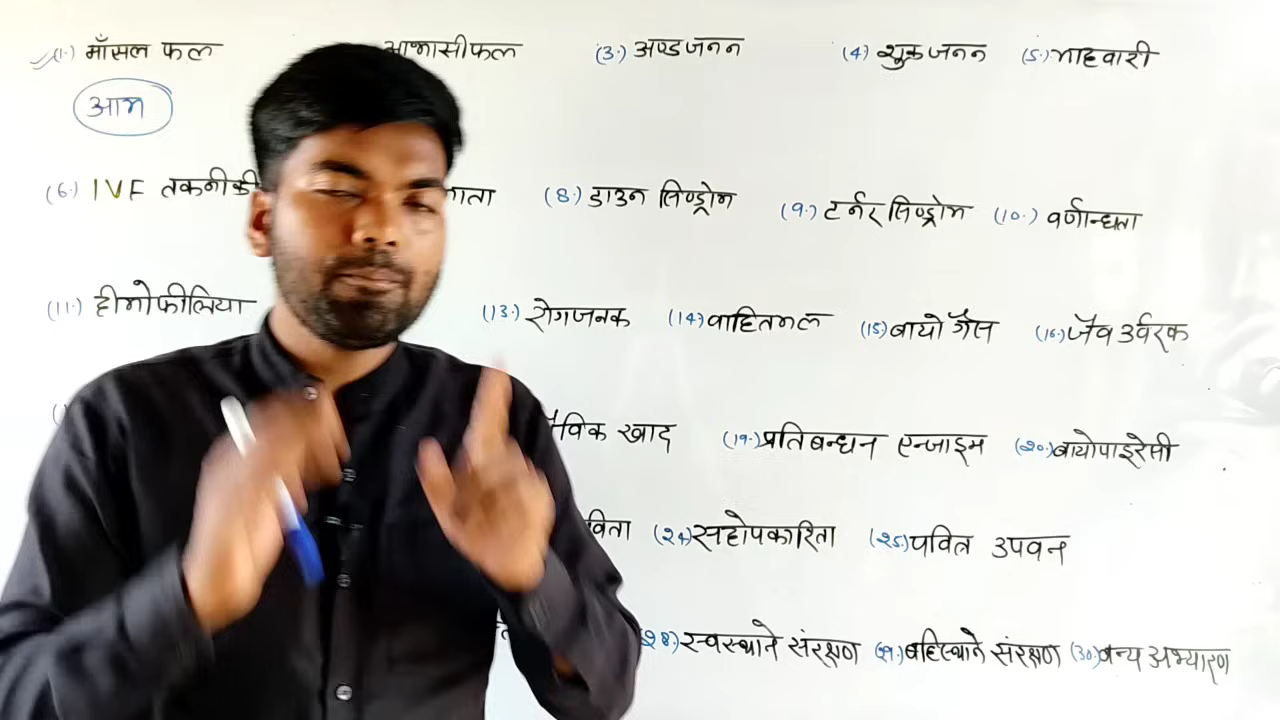 (1.) माँसल फल आभासीफल (3.) अण्डजनन (4.) शुक्रजनन (5.) माहवारी
आम
(6.) IVF तकनीकी (8.) डाउन सिण्ड्रोम (9.) टर्नर सिण्ड्रोम (10.) वर्णान्धता
(11.) हीमोफीलिया (13.) रोगजनक (14.) वाहितमल (15.) बायो गैस (16.) जैव उर्वरक
जैविक खाद (19.) प्रतिबन्धन एन्जाइम (20.) बायोपाइरेसी
(24.) सहोपकारिता (25.) पवित्र उपवन
(28.) स्वस्थाने संरक्षण (29.) बहिस्थाने संरक्षण (30.) वन्य अभ्यारण